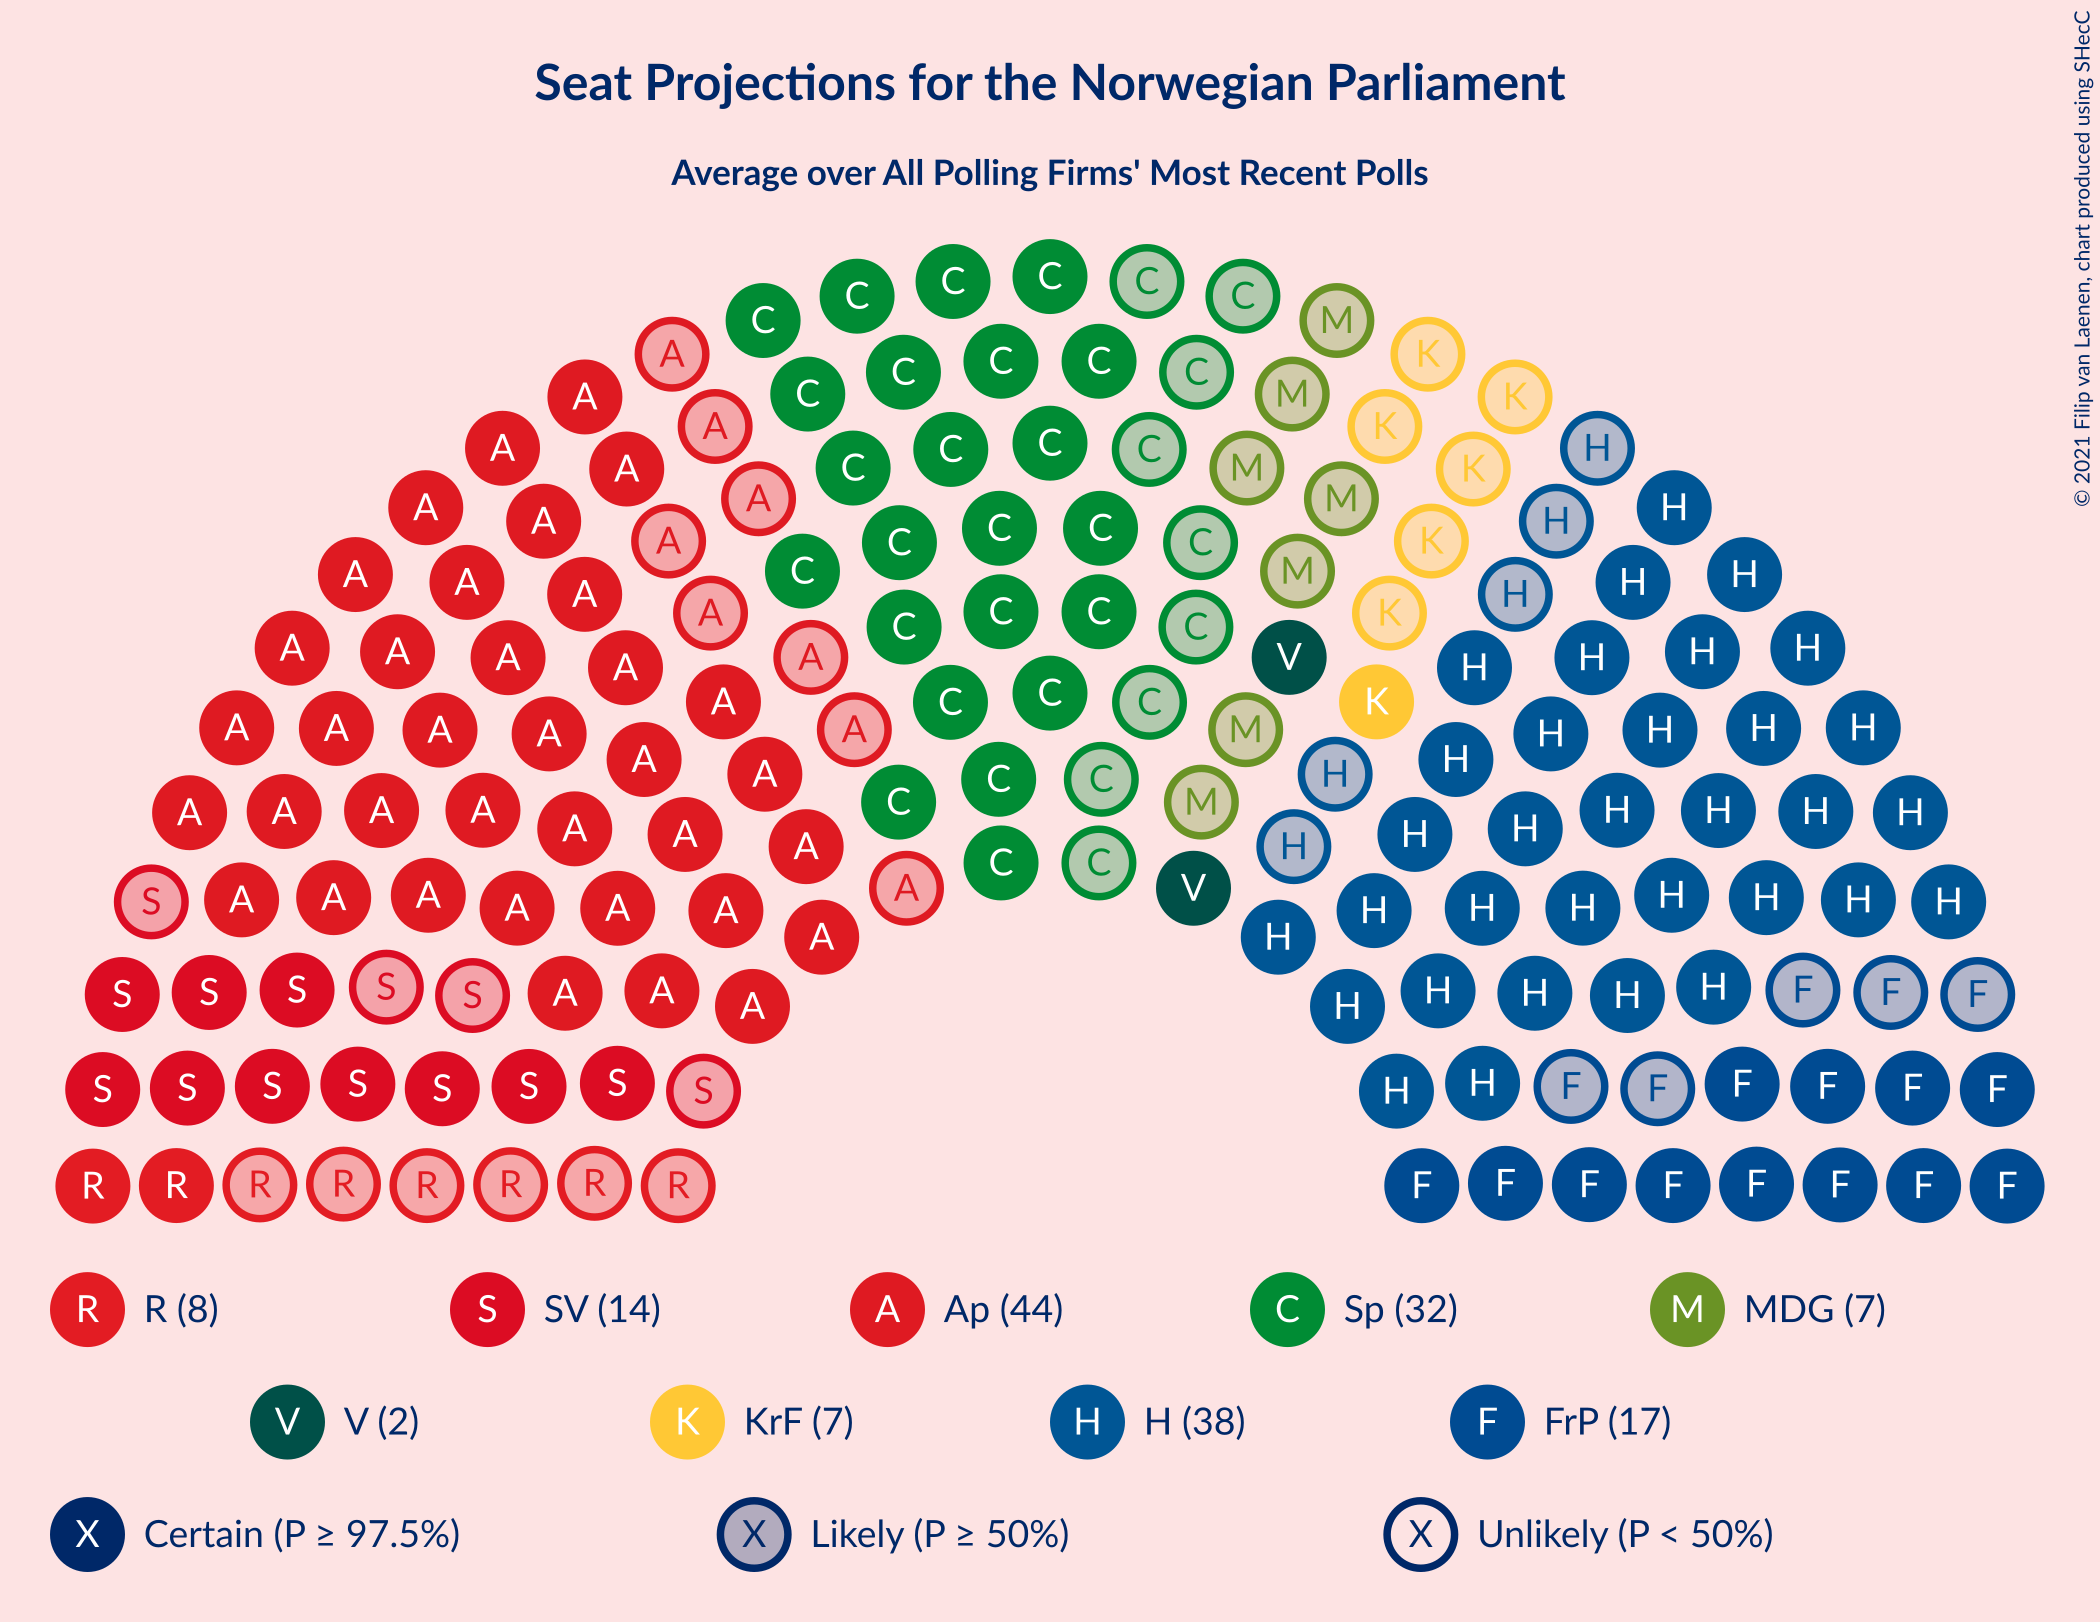 Seat Projections for the Norwegian Parliament
Average over All Polling Firms' Most Recent Polls
© 2021 Filip van Laenen, chart produced using SHecC
C C C C C C M
A C C C C C M K K
A A C C C C M M K K H
A A A C C C C C M K H H
A A A A C C C C V K H H H
A A A A A C C C M K H H H H
A A A A A A A C C C M H H H H H H H
A A A A A A A A C C V H H H H H H H H
S A A A A A A A H H H H H H H H
S S S S S A A A H H H H H F F F
S S S S S S S S H H F F F F F F
R R R R R R R R F F F F F F F F
R R (8) S SV (14) A Ap (44) C Sp (32) M MDG (7)
V V (2) K KrF (7) H H (38) F FrP (17)
X Certain (P ≥ 97.5%) X Likely (P ≥ 50%) X Unlikely (P < 50%)